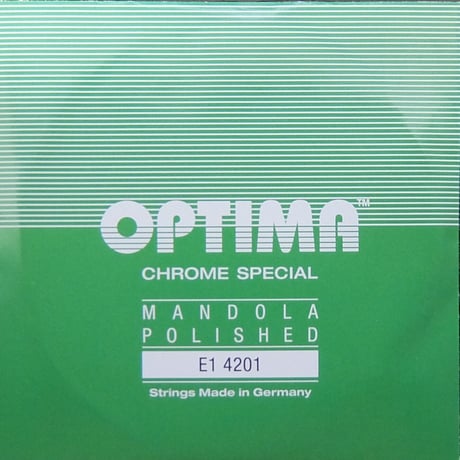 OPTIMA™
CHROME SPECIAL
MANDOLA
POLISHED
E1 4201
Strings Made in Germany